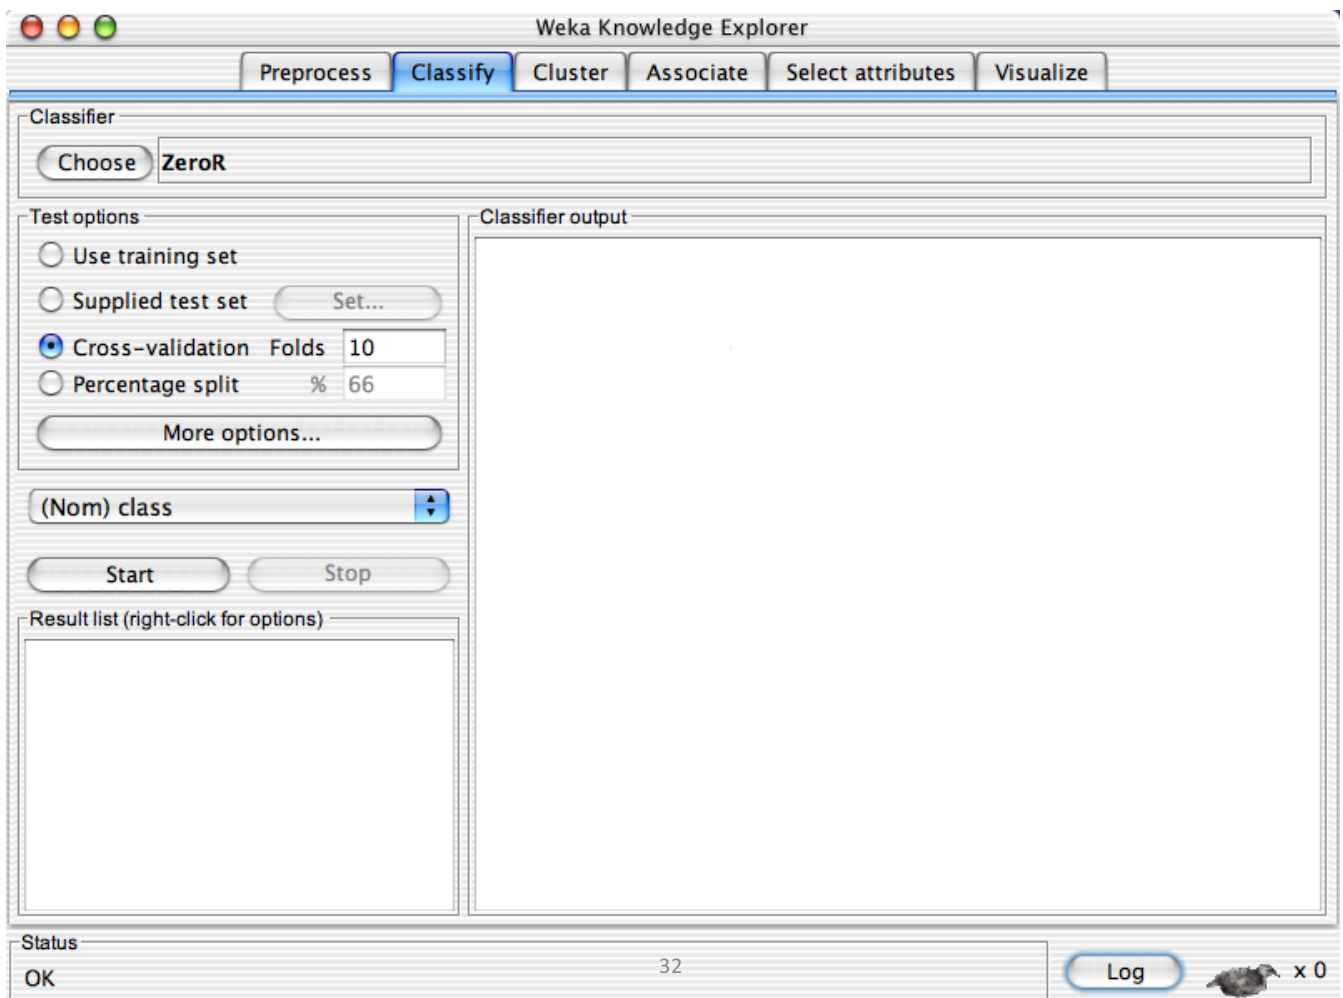 Weka Knowledge Explorer
Preprocess Classify Cluster Associate Select attributes Visualize
Classifier
Choose ZeroR
Test options
Use training set
Supplied test set Set...
Cross-validation Folds 10
Percentage split % 66
More options...
(Nom) class
Start Stop
Result list (right-click for options)
Classifier output
Status
OK
32
Log x 0